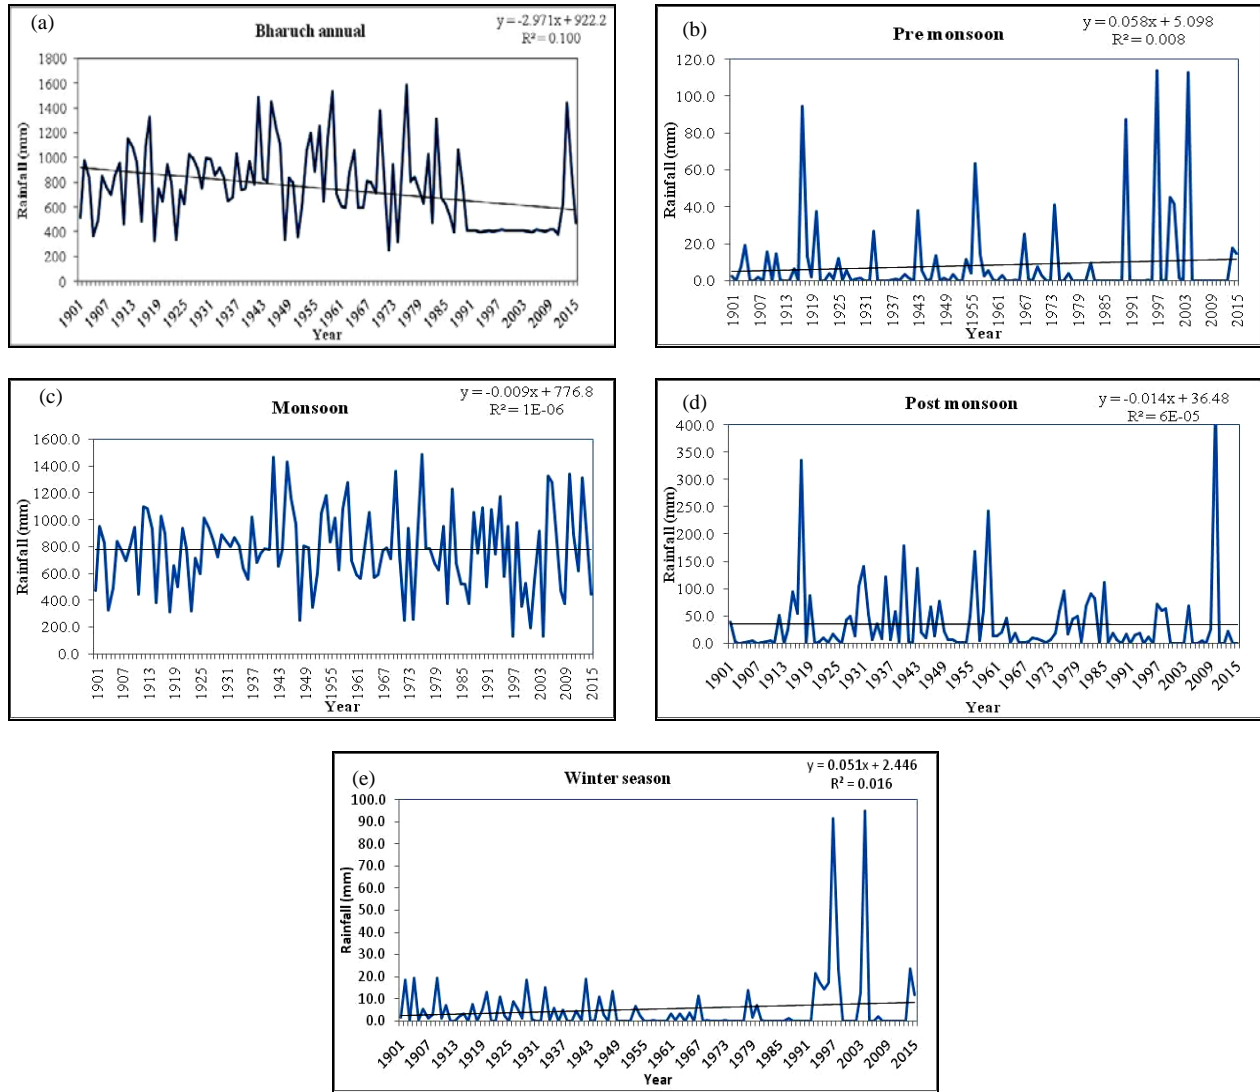 (a)
Bharuch annual
y = -2.971x + 922.2
R² = 0.100
Rainfall (mm)
1800
1600
1400
1200
1000
800
600
400
200
0
1901 1907 1913 1919 1925 1931 1937 1943 1949 1955 1961 1967 1973 1979 1985 1991 1997 2003 2009 2015
Year
(b)
Pre monsoon
y = 0.058x + 5.098
R² = 0.008
Rainfall (mm)
120.0
100.0
80.0
60.0
40.0
20.0
0.0
1901 1907 1913 1919 1925 1931 1937 1943 1949 1955 1961 1967 1973 1979 1985 1991 1997 2003 2009 2015
Year
(c)
Monsoon
y = -0.009x + 776.8
R² = 1E-06
Rainfall (mm)
1600.0
1400.0
1200.0
1000.0
800.0
600.0
400.0
200.0
0.0
1901 1907 1913 1919 1925 1931 1937 1943 1949 1955 1961 1967 1973 1979 1985 1991 1997 2003 2009 2015
Year
(d)
Post monsoon
y = -0.014x + 36.48
R² = 6E-05
Rainfall (mm)
400.0
350.0
300.0
250.0
200.0
150.0
100.0
50.0
0.0
1901 1907 1913 1919 1925 1931 1937 1943 1949 1955 1961 1967 1973 1979 1985 1991 1997 2003 2009 2015
Year
(e)
Winter season
y = 0.051x + 2.446
R² = 0.016
Rainfall (mm)
100.0
90.0
80.0
70.0
60.0
50.0
40.0
30.0
20.0
10.0
0.0
1901 1907 1913 1919 1925 1931 1937 1943 1949 1955 1961 1967 1973 1979 1985 1991 1997 2003 2009 2015
Year